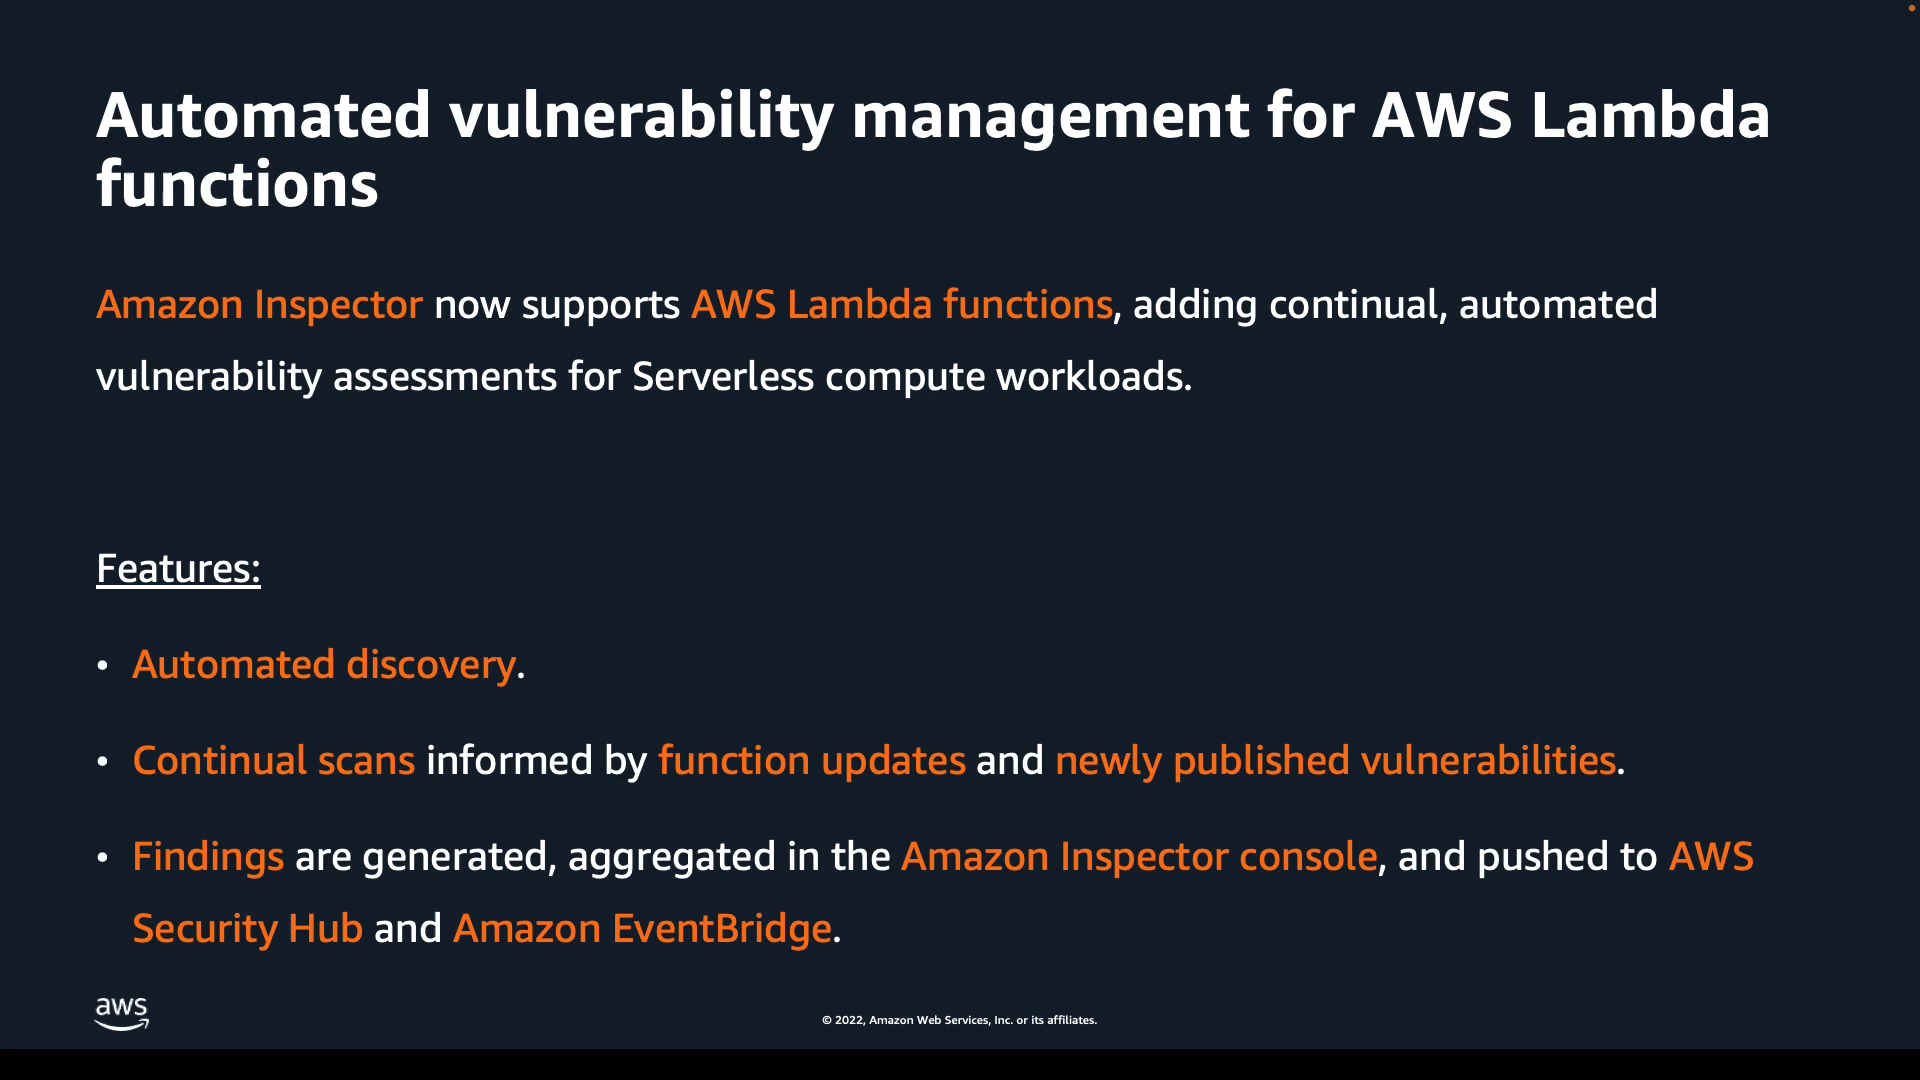 Automated vulnerability management for AWS Lambda
functions
Amazon Inspector now supports AWS Lambda functions, adding continual, automated
vulnerability assessments for Serverless compute workloads.
Features:
• Automated discovery.
• Continual scans informed by function updates and newly published vulnerabilities.
• Findings are generated, aggregated in the Amazon Inspector console, and pushed to AWS
Security Hub and Amazon EventBridge.
aws
© 2022, Amazon Web Services, Inc. or its affiliates.